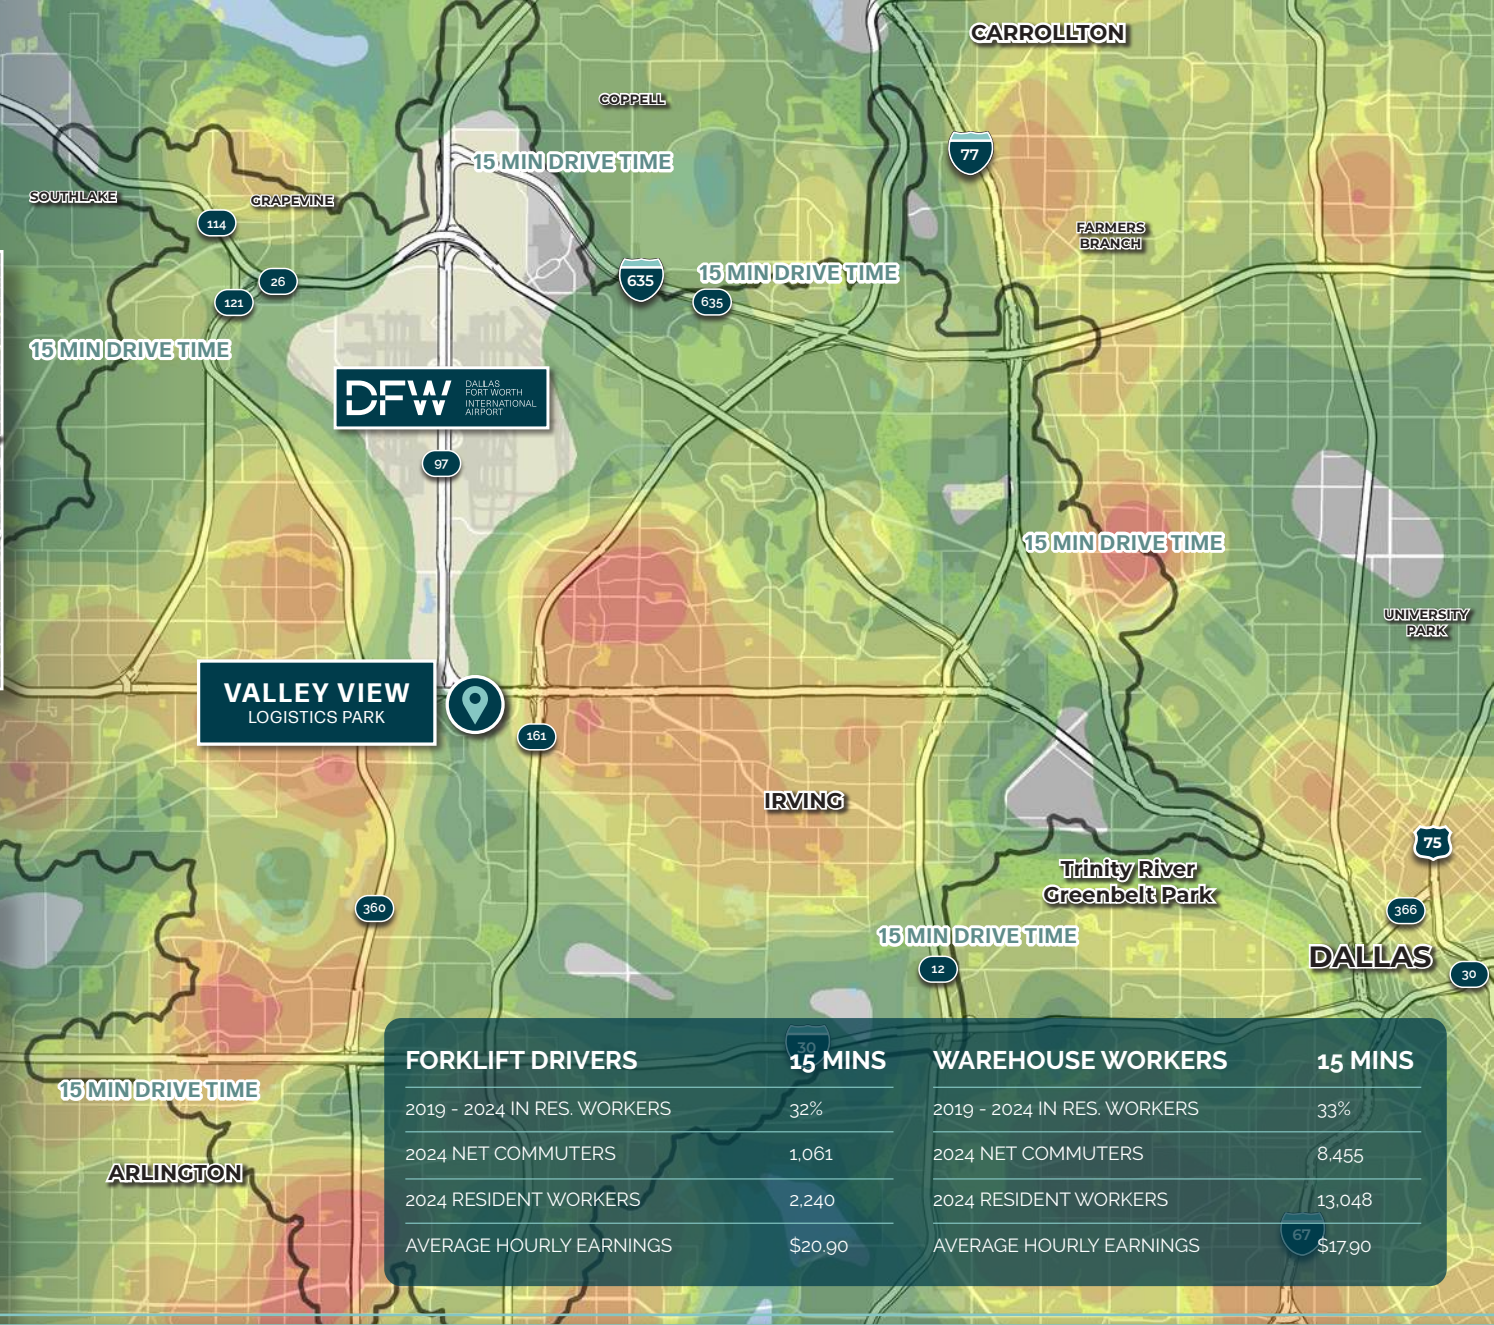 CARROLLTON
COPPELL
77
15 MIN DRIVE TIME
SOUTHLAKE
GRAPEVINE
114
FARMERS
BRANCH
635
15 MIN DRIVE TIME
26
121
635
15 MIN DRIVE TIME
DFW
DALLAS
FORT WORTH
INTERNATIONAL
AIRPORT
97
15 MIN DRIVE TIME
UNIVERSITY
PARK
VALLEY VIEW
LOGISTICS PARK
161
IRVING
75
Trinity River
Greenbelt Park
360
366
15 MIN DRIVE TIME
DALLAS
12
30
30
FORKLIFT DRIVERS 15 MINS WAREHOUSE WORKERS 15 MINS
15 MIN DRIVE TIME
2019 - 2024 IN RES. WORKERS 32% 2019 - 2024 IN RES. WORKERS 33%
2024 NET COMMUTERS 1,061 2024 NET COMMUTERS 8,455
ARLINGTON
2024 RESIDENT WORKERS 2,240 2024 RESIDENT WORKERS 13,048
67
AVERAGE HOURLY EARNINGS $20.90 AVERAGE HOURLY EARNINGS $17.90